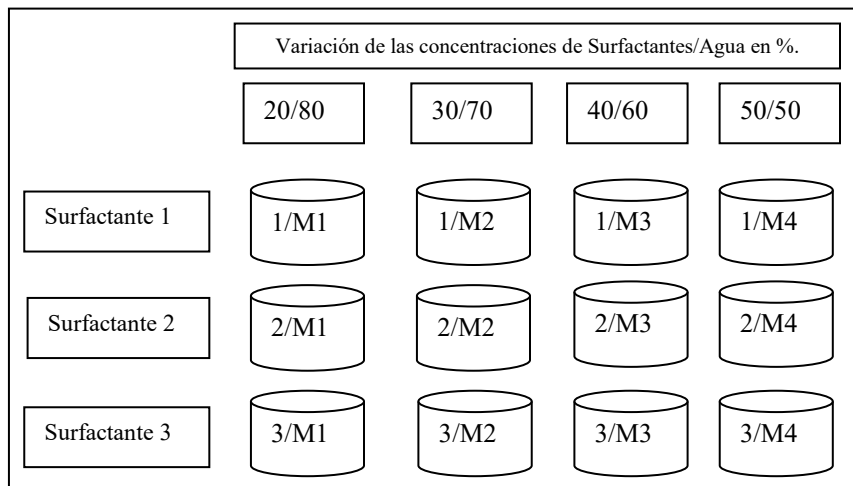 Variación de las concentraciones de Surfactantes/Agua en %.
20/80 30/70 40/60 50/50
Surfactante 1 1/M1 1/M2 1/M3 1/M4
Surfactante 2 2/M1 2/M2 2/M3 2/M4
Surfactante 3 3/M1 3/M2 3/M3 3/M4